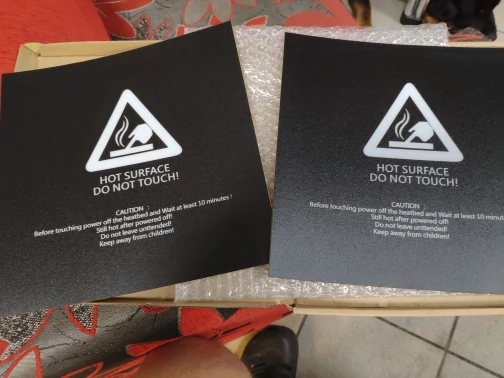 HOT SURFACE
DO NOT TOUCH!
CAUTION :
Before touching power off the heatbed and Wait at least 10 minutes !
Still hot after powered off!
Do not leave unttended!
Keep away from children!
HOT SURFACE
DO NOT TOUCH!
CAUTION :
Before touching power off the heatbed and Wait at least 10 minutes
Still hot after powered off!
Do not leave unttended!
Keep away from children!